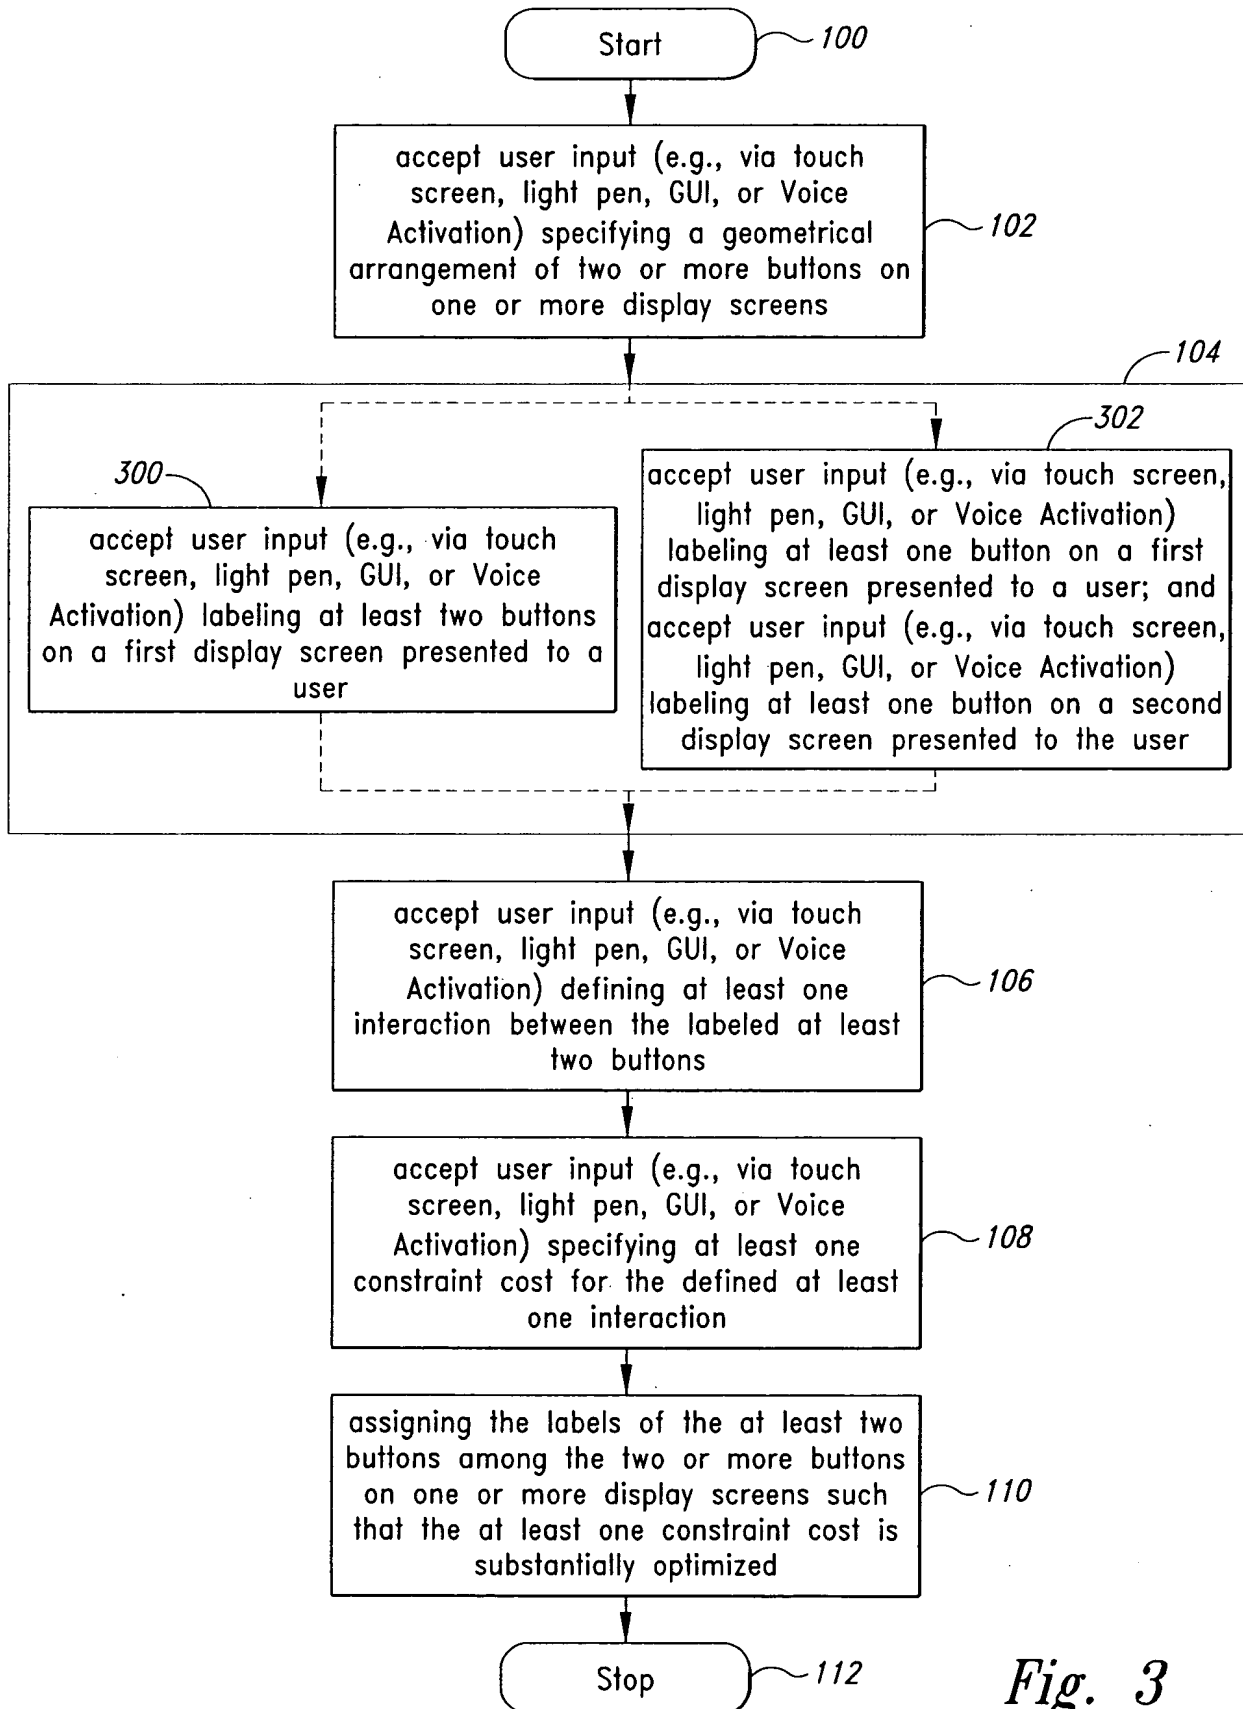 Start
100
accept user input (e.g., via touch
screen, light pen, GUI, or Voice
Activation) specifying a geometrical
arrangement of two or more buttons on
one or more display screens
102
104
300
accept user input (e.g., via touch
screen, light pen, GUI, or Voice
Activation) labeling at least two buttons
on a first display screen presented to a
user
302
accept user input (e.g., via touch screen,
light pen, GUI, or Voice Activation)
labeling at least one button on a first
display screen presented to a user; and
accept user input (e.g., via touch screen,
light pen, GUI, or Voice Activation)
labeling at least one button on a second
display screen presented to the user
accept user input (e.g., via touch
screen, light pen, GUI, or Voice
Activation) defining at least one
interaction between the labeled at least
two buttons
106
accept user input (e.g., via touch
screen, light pen, GUI, or Voice
Activation) specifying at least one
constraint cost for the defined at least
one interaction
108
assigning the labels of the at least two
buttons among the two or more buttons
on one or more display screens such
that the at least one constraint cost is
substantially optimized
110
Stop
112
Fig. 3